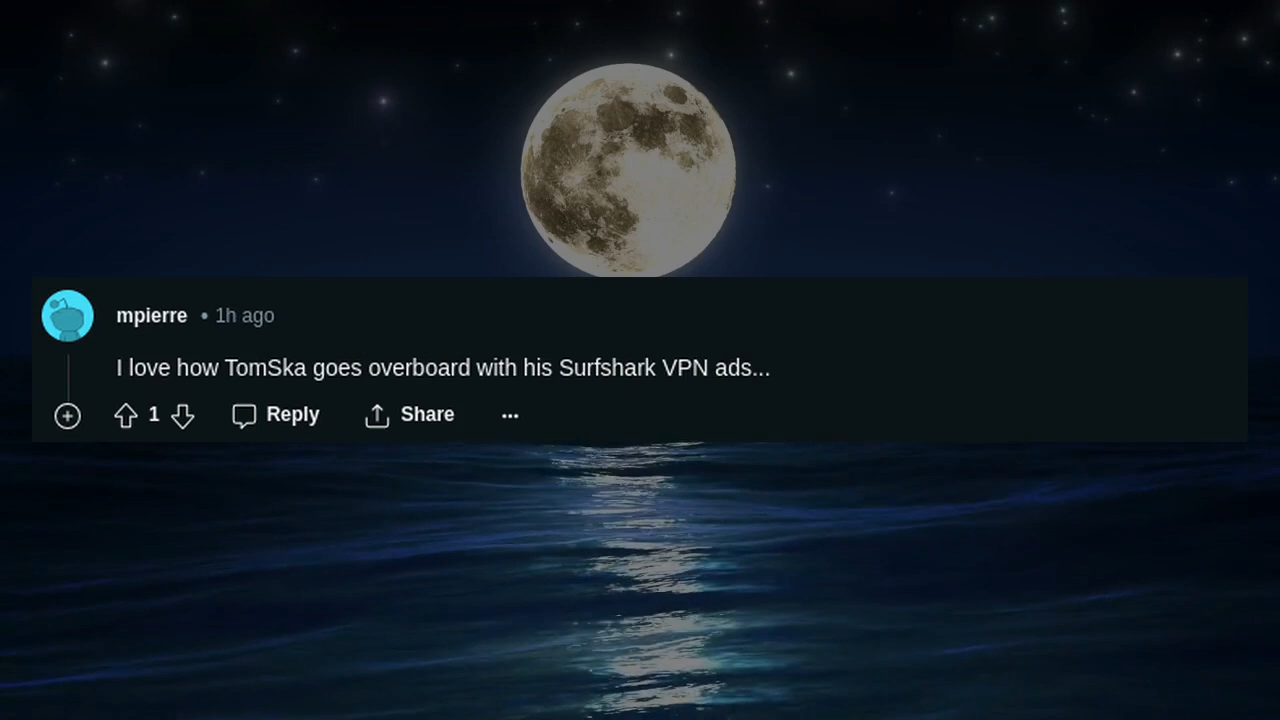 mpierre • 1h ago
I love how TomSka goes overboard with his Surfshark VPN ads...
1 Reply Share ...